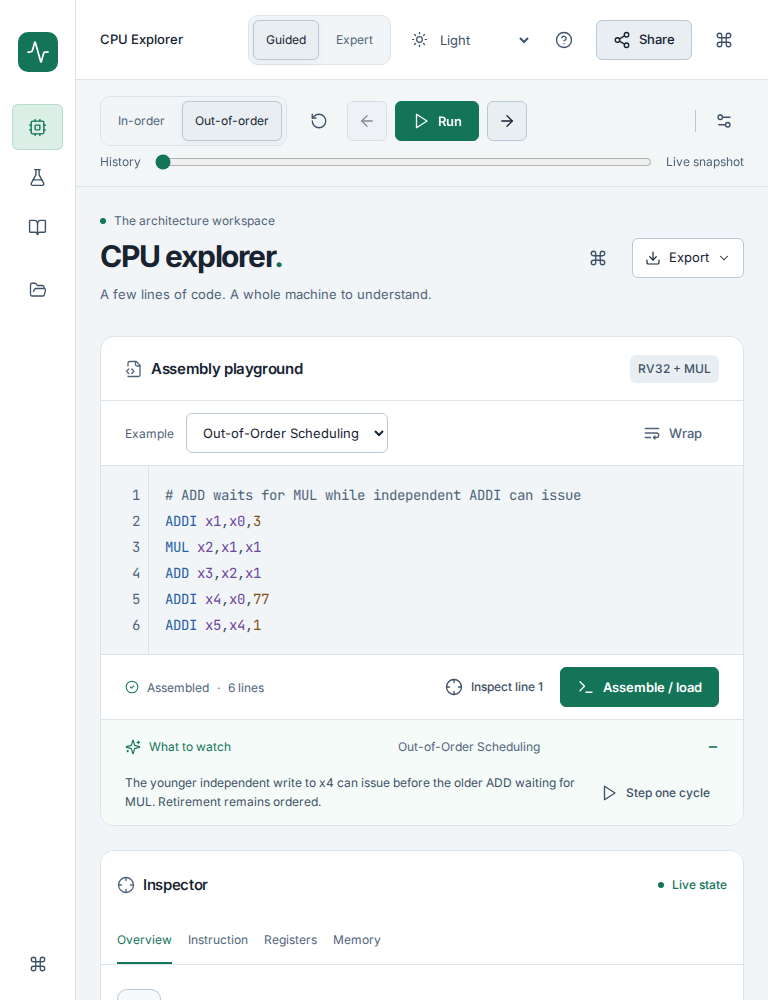 CPU Explorer
Guided
Expert
Light
Share
In-order
Out-of-order
Run
History
Live snapshot
The architecture workspace
CPU explorer.
Export
A few lines of code. A whole machine to understand.
Assembly playground
RV32 + MUL
Example
Out-of-Order Scheduling
Wrap
1 # ADD waits for MUL while independent ADDI can issue
2 ADDI x1,x0,3
3 MUL x2,x1,x1
4 ADD x3,x2,x1
5 ADDI x4,x0,77
6 ADDI x5,x4,1
Assembled · 6 lines
Inspect line 1
Assemble / load
What to watch
Out-of-Order Scheduling
The younger independent write to x4 can issue before the older ADD waiting for
MUL. Retirement remains ordered.
Step one cycle
Inspector
Live state
Overview
Instruction
Registers
Memory